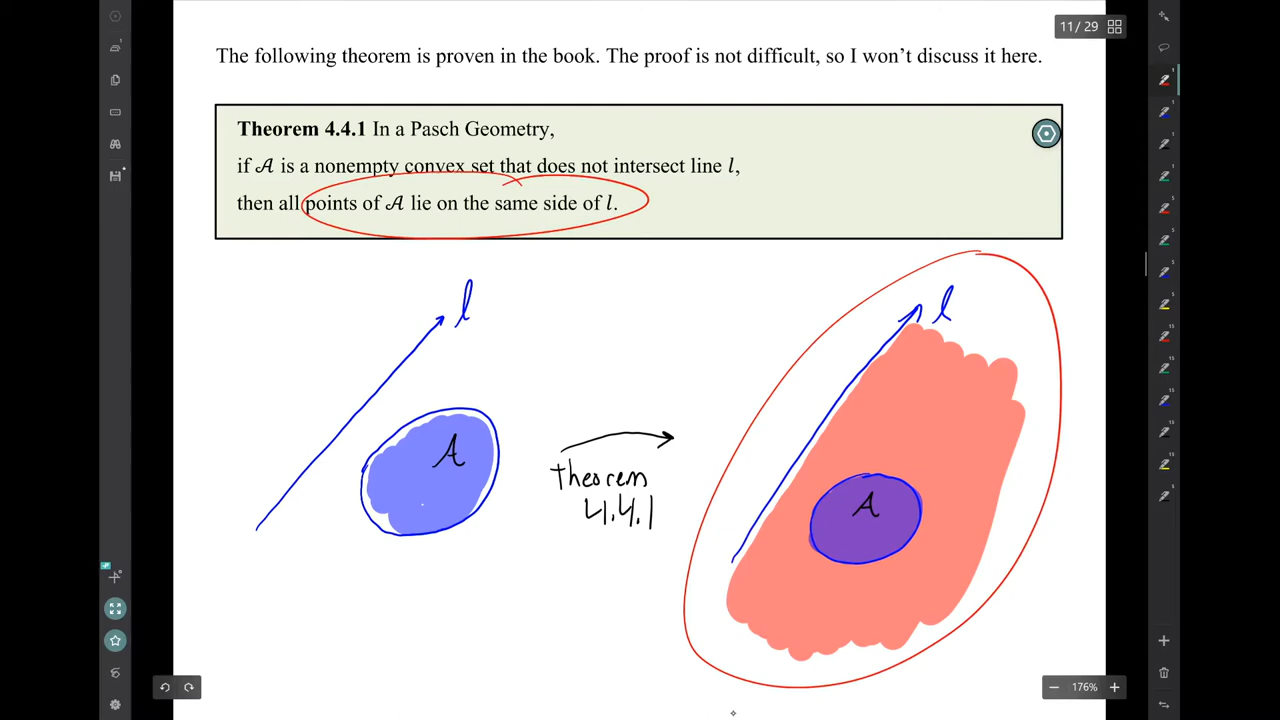 11/29
The following theorem is proven in the book. The proof is not difficult, so I won’t discuss it here.
Theorem 4.4.1 In a Pasch Geometry,
if 𝒜 is a nonempty convex set that does not intersect line l,
then all points of 𝒜 lie on the same side of l.
l
l
𝒜
theorem
4.4.1
𝒜
176%